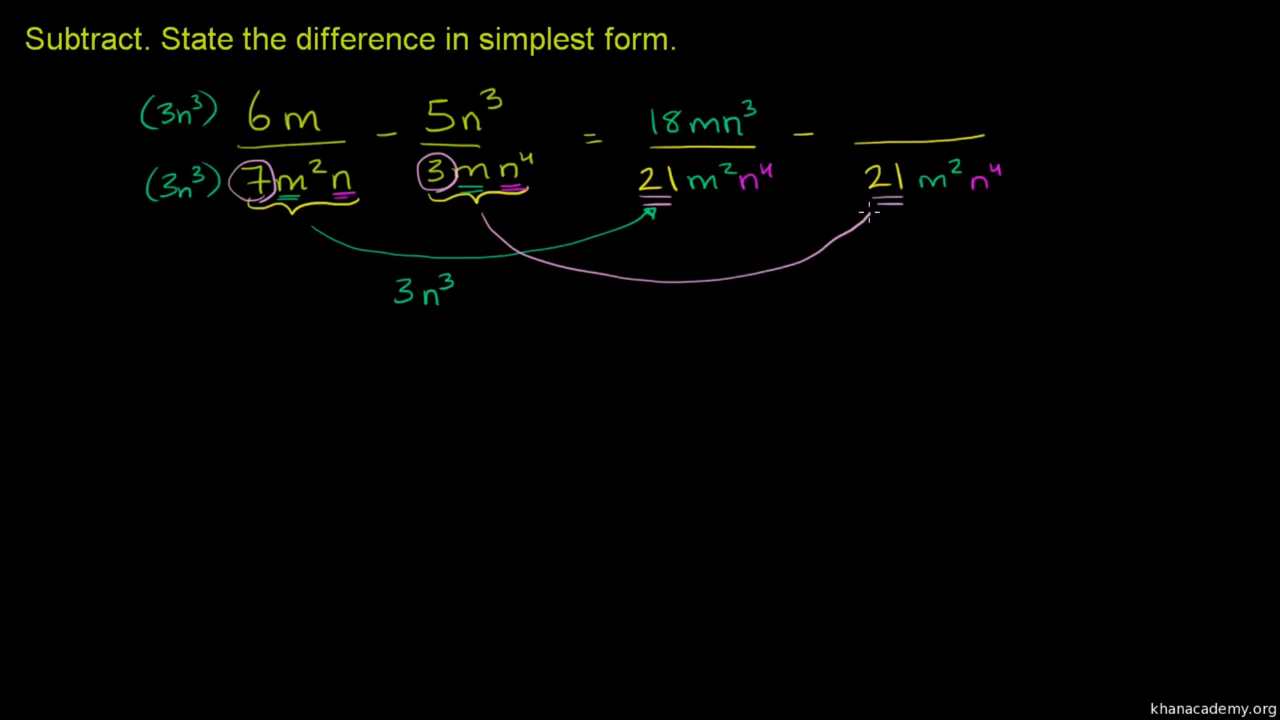 Subtract. State the difference in simplest form.
(3n³) 6m - 5n³ = 18mn³ -
(3n³) 7m²n 3mn⁴ 21m²n⁴ 21m²n⁴
3n³
khanacademy.org